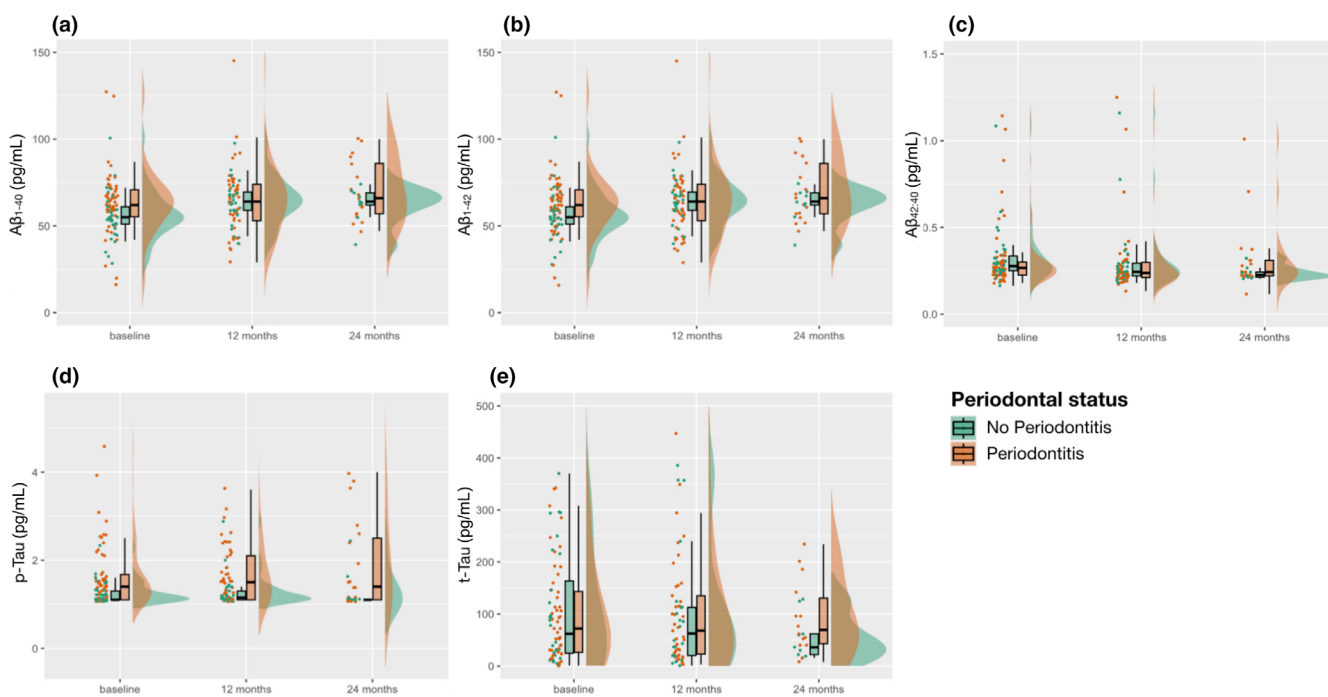 (a)
(b)
(c)
150
100
50
0
Aβ1-40 (pg/mL)
baseline 12 months 24 months
150
100
50
0
Aβ1-42 (pg/mL)
baseline 12 months 24 months
1.5
1.0
0.5
0.0
Aβ42:40 (pg/mL)
baseline 12 months 24 months
(d)
(e)
4
2
0
p-Tau (pg/mL)
baseline 12 months 24 months
500
400
300
200
100
0
t-Tau (pg/mL)
baseline 12 months 24 months
Periodontal status
No Periodontitis
Periodontitis